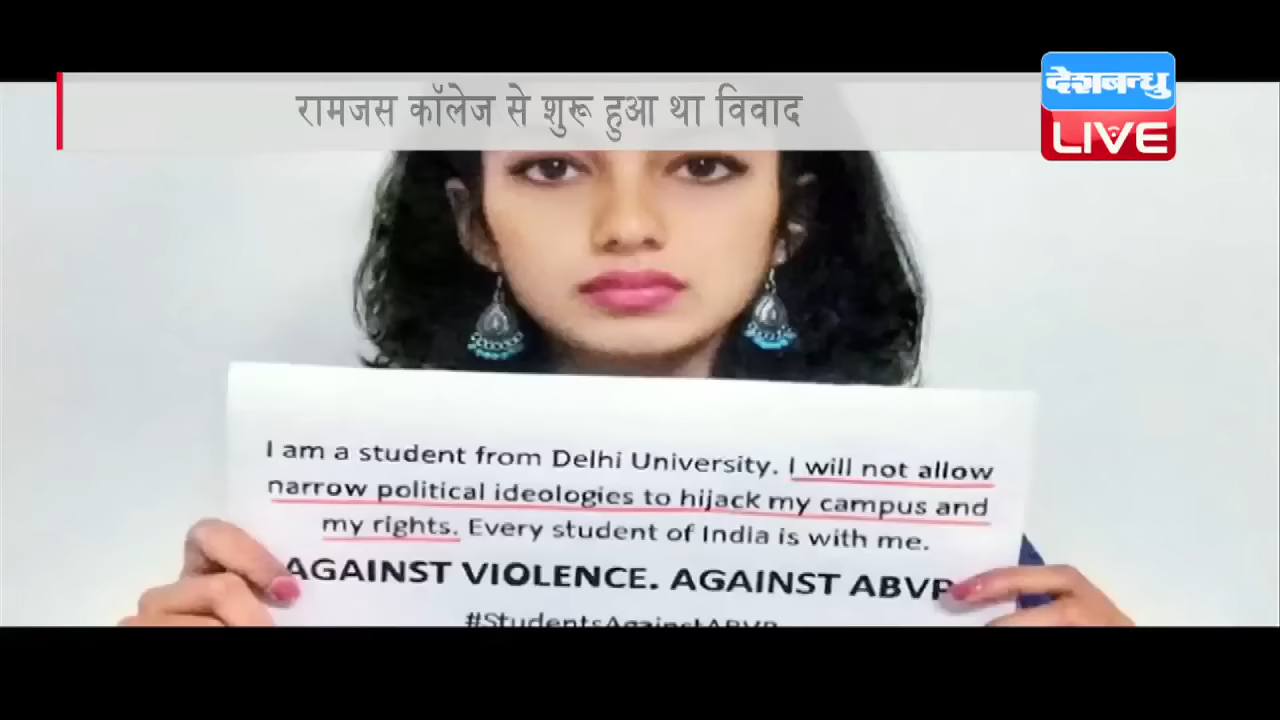 रामजस कॉलेज से शुरू हुआ था विवाद
देशबन्धु
LIVE
I am a student from Delhi University. I will not allow
narrow political ideologies to hijack my campus and
my rights. Every student of India is with me.
AGAINST VIOLENCE. AGAINST ABVP
#StudentsAgainstABVP